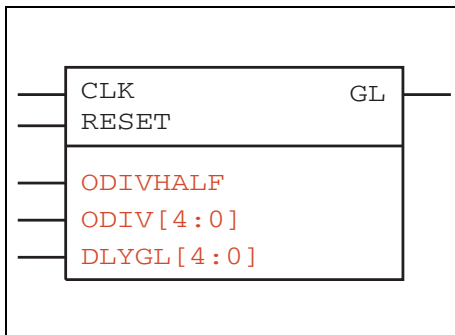 CLK GL
RESET
ODIVHALF
ODIV[4:0]
DLYGL[4:0]